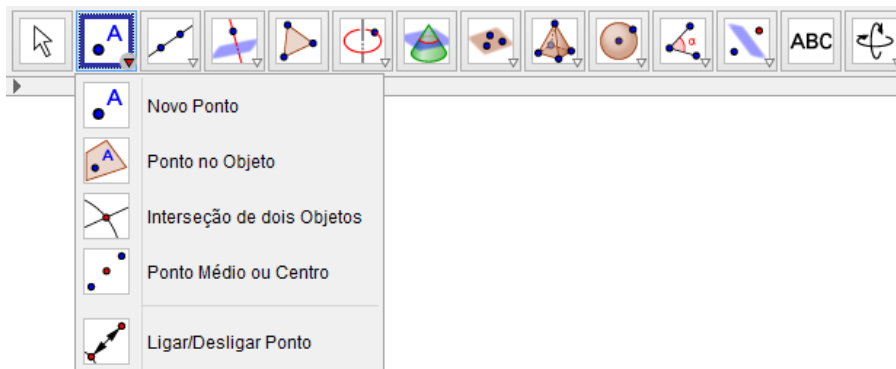 A
α
ABC
A
Novo Ponto
A
Ponto no Objeto
Interseção de dois Objetos
Ponto Médio ou Centro
Ligar/Desligar Ponto